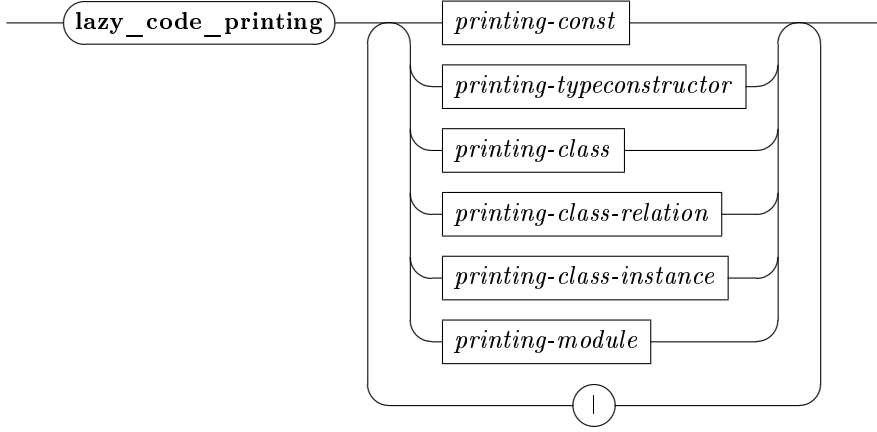 lazy_code_printing printing-const
printing-typeconstructor
printing-class
printing-class-relation
printing-class-instance
printing-module
|